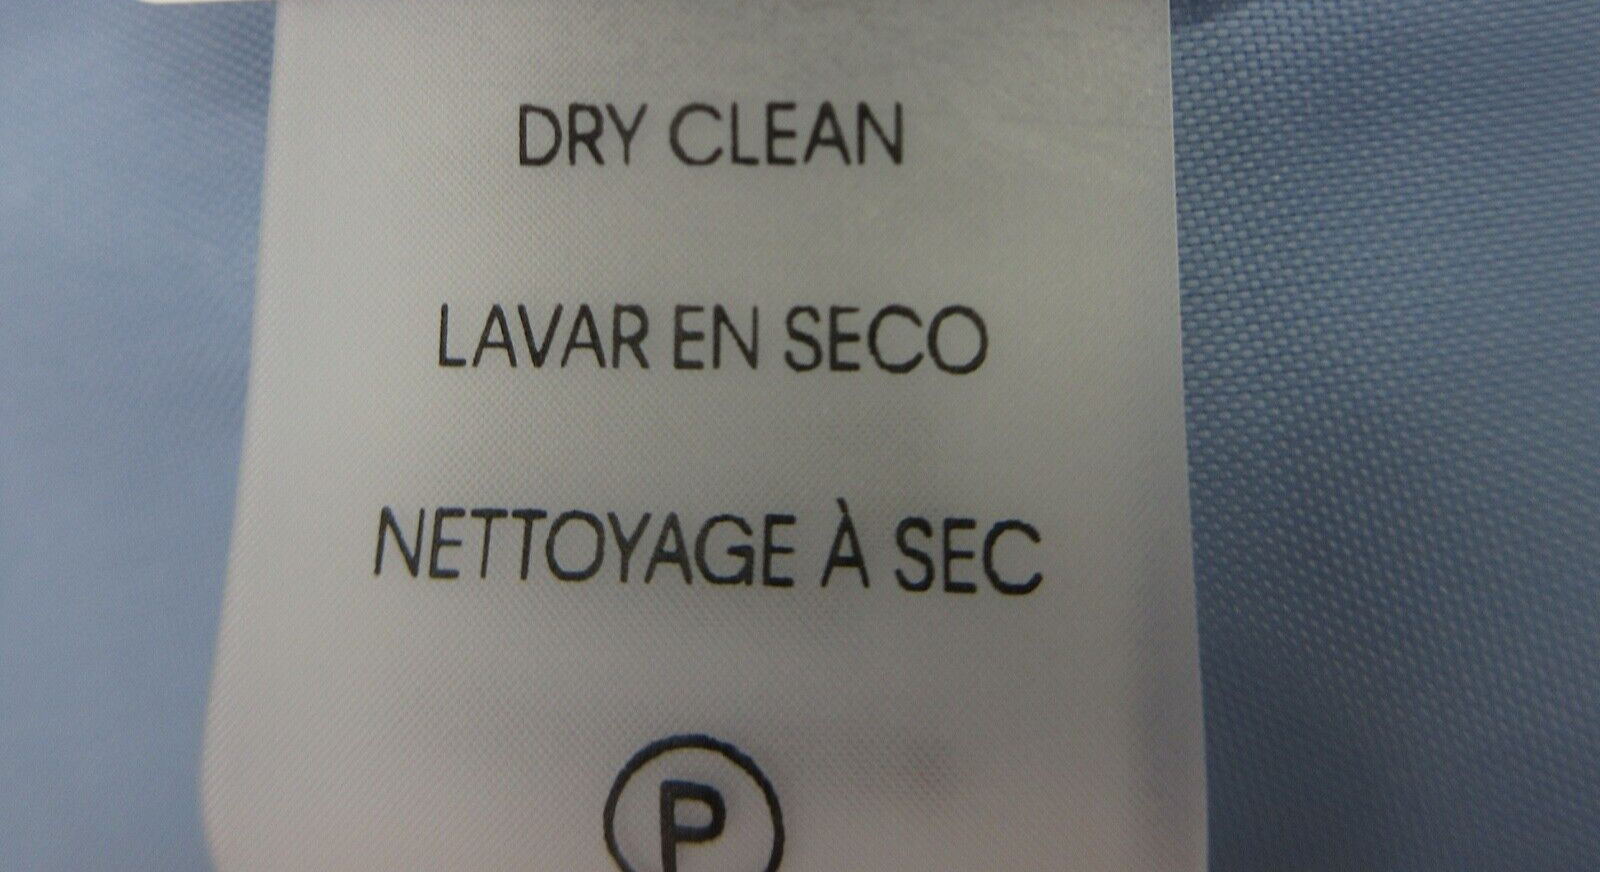 DRY CLEAN
LAVAR EN SECO
NETTOYAGE À SEC
P